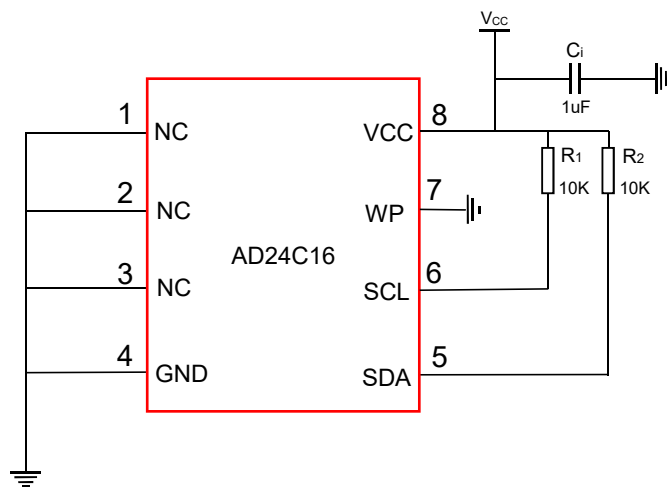 VCC
Ci
1uF
1
NC
2
NC
3
NC
4
GND
AD24C16
8
VCC
7
WP
6
SCL
5
SDA
R1
10K
R2
10K